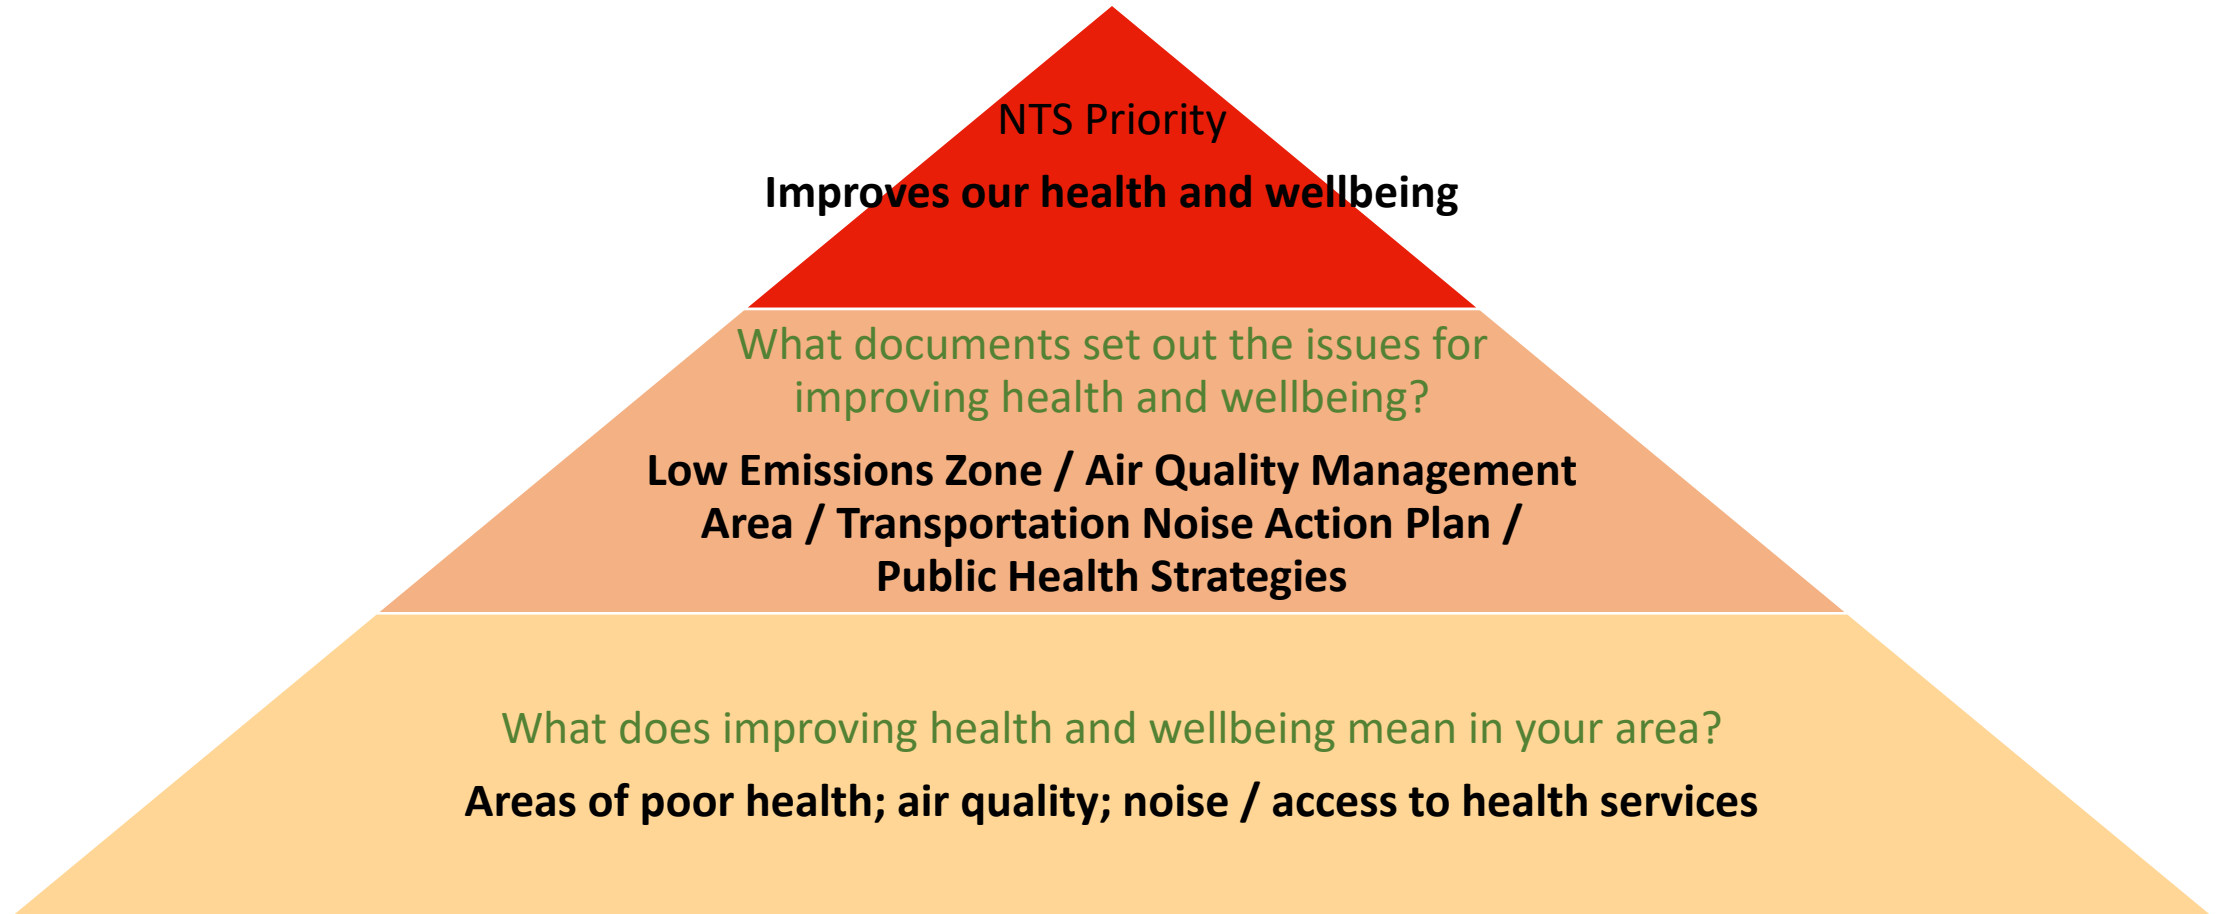 NTS Priority
Improves our health and wellbeing
What documents set out the issues for
improving health and wellbeing?
Low Emissions Zone / Air Quality Management
Area / Transportation Noise Action Plan /
Public Health Strategies
What does improving health and wellbeing mean in your area?
Areas of poor health; air quality; noise / access to health services